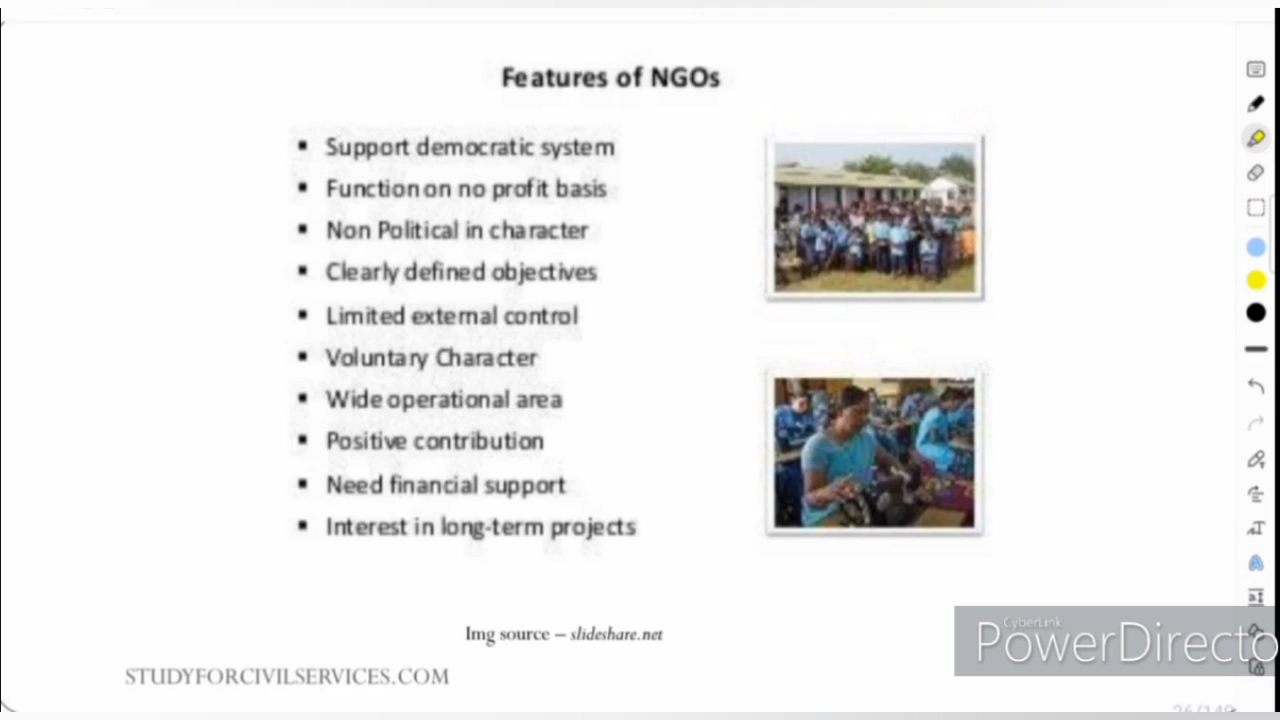 Features of NGOs
▪ Support democratic system
▪ Function on no profit basis
▪ Non Political in character
▪ Clearly defined objectives
▪ Limited external control
▪ Voluntary Character
▪ Wide operational area
▪ Positive contribution
▪ Need financial support
▪ Interest in long-term projects
Img source – slideshare.net
STUDYFORCIVILSERVICES.COM
CyberLink
PowerDirecto